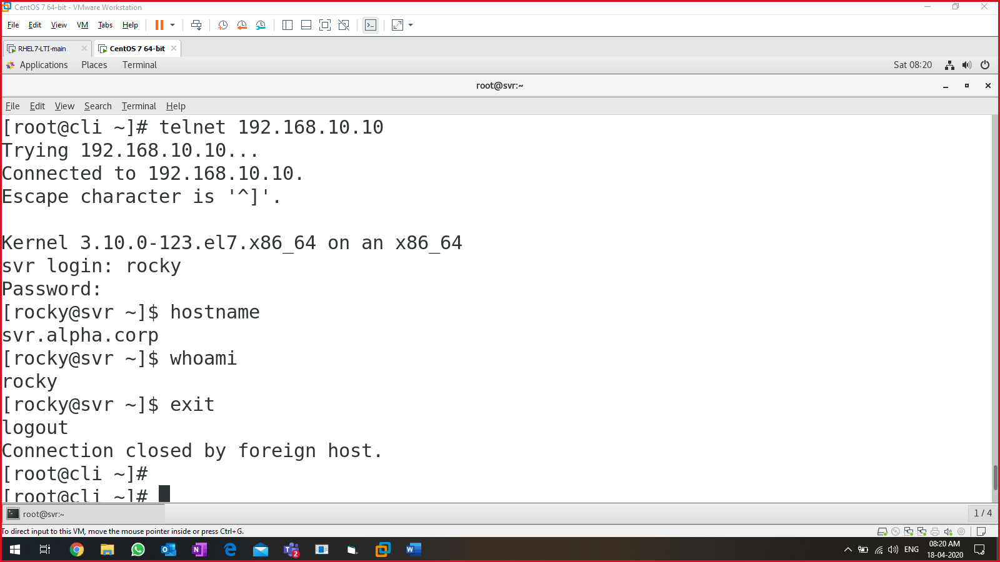 CentOS 7 64-bit - VMware Workstation
File Edit View VM Tabs Help
RHEL7-LTI-main CentOS 7 64-bit
Applications Places Terminal Sat 08:20
root@svr:~
File Edit View Search Terminal Help
[root@cli ~]# telnet 192.168.10.10
Trying 192.168.10.10...
Connected to 192.168.10.10.
Escape character is '^]'.
Kernel 3.10.0-123.el7.x86_64 on an x86_64
svr login: rocky
Password:
[rocky@svr ~]$ hostname
svr.alpha.corp
[rocky@svr ~]$ whoami
rocky
[rocky@svr ~]$ exit
logout
Connection closed by foreign host.
[root@cli ~]#
[root@cli ~]#
root@svr:~ 1 / 4
To direct input to this VM, move the mouse pointer inside or press Ctrl+G.
2 ENG 08:20 AM
18-04-2020